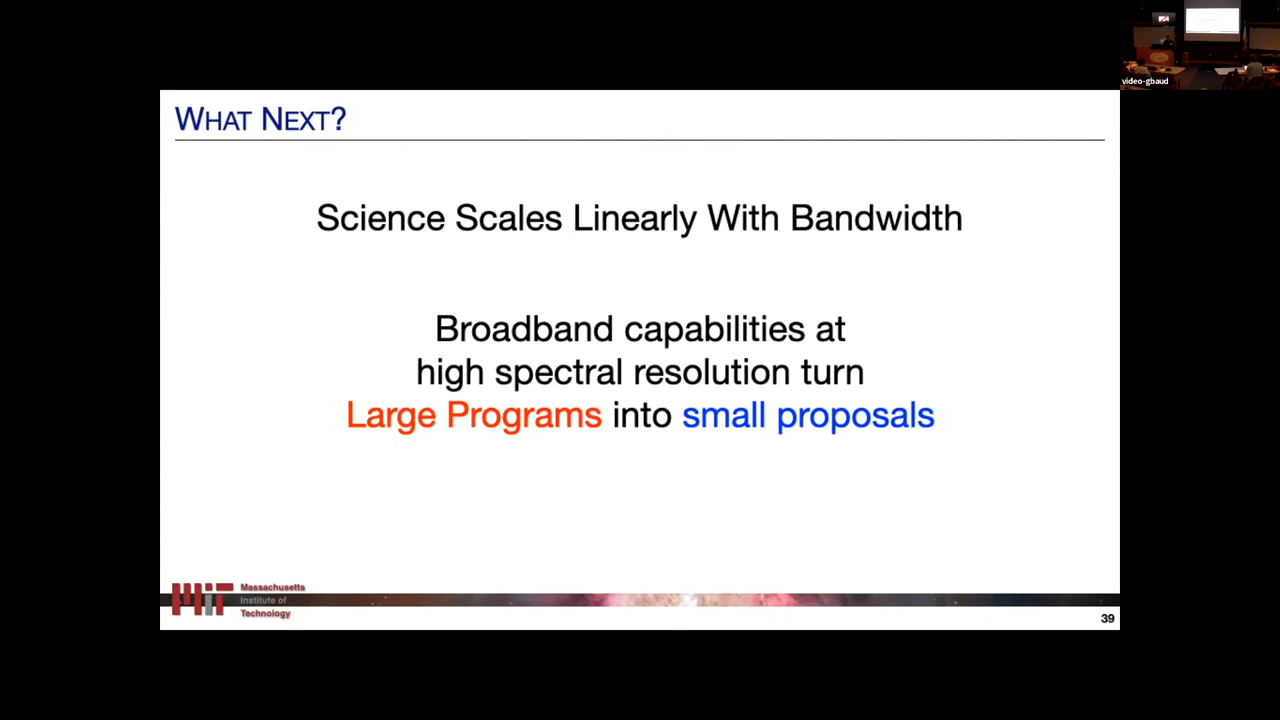 video-gbaud
WHAT NEXT?
Science Scales Linearly With Bandwidth
Broadband capabilities at
high spectral resolution turn
Large Programs into small proposals
MIT
Massachusetts
Institute of
Technology
39